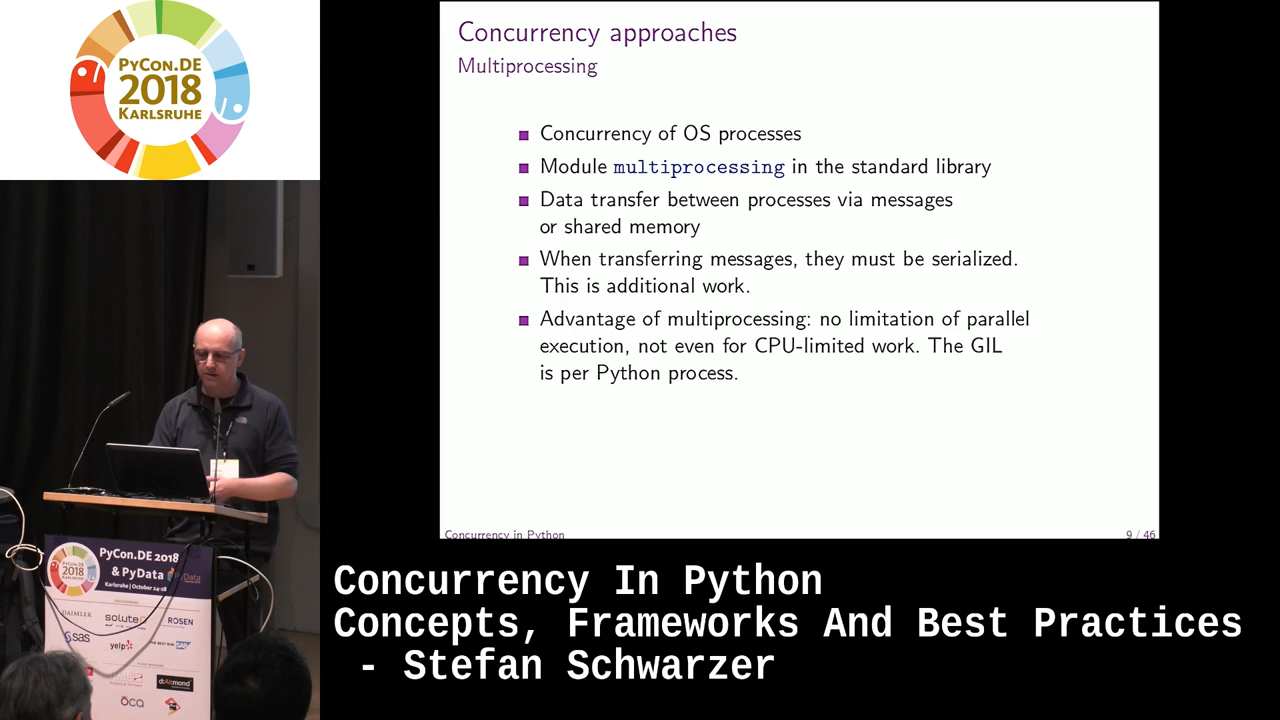 PYCON.DE
2018
KARLSRUHE
Concurrency approaches
Multiprocessing
Concurrency of OS processes
Module multiprocessing in the standard library
Data transfer between processes via messages
or shared memory
When transferring messages, they must be serialized.
This is additional work.
Advantage of multiprocessing: no limitation of parallel
execution, not even for CPU-limited work. The GIL
is per Python process.
Concurrency in Python
9 / 46
PyCon.DE 2018
& PyData
Karlsruhe | October 24-28
DAIMLER
solute
ROSEN
sas
yelp
SAP
d:AIamond
öca
Concurrency In Python
Concepts, Frameworks And Best Practices
- Stefan Schwarzer